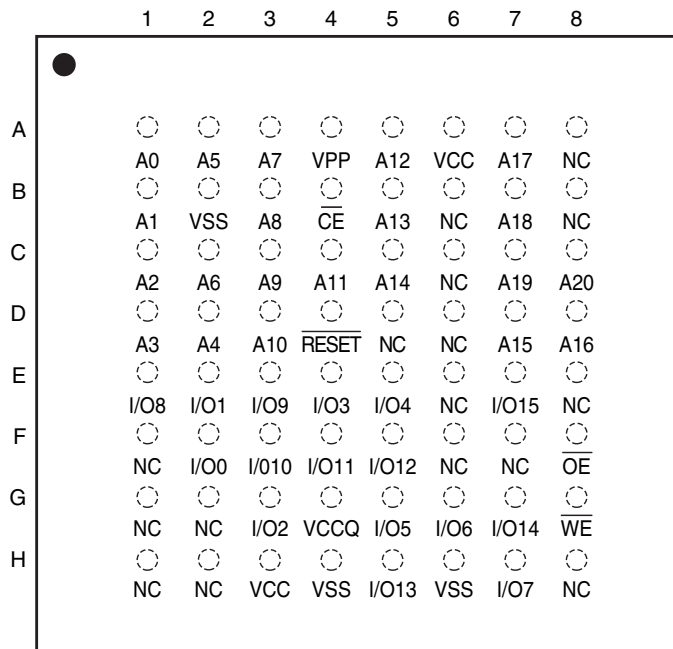 1 2 3 4 5 6 7 8
A
A0 A5 A7 VPP A12 VCC A17 NC
B
A1 VSS A8 CE A13 NC A18 NC
C
A2 A6 A9 A11 A14 NC A19 A20
D
A3 A4 A10 RESET NC NC A15 A16
E
I/O8 I/O1 I/O9 I/O3 I/O4 NC I/O15 NC
F
NC I/O0 I/010 I/O11 I/O12 NC NC OE
G
NC NC I/O2 VCCQ I/O5 I/O6 I/O14 WE
H
NC NC VCC VSS I/O13 VSS I/O7 NC